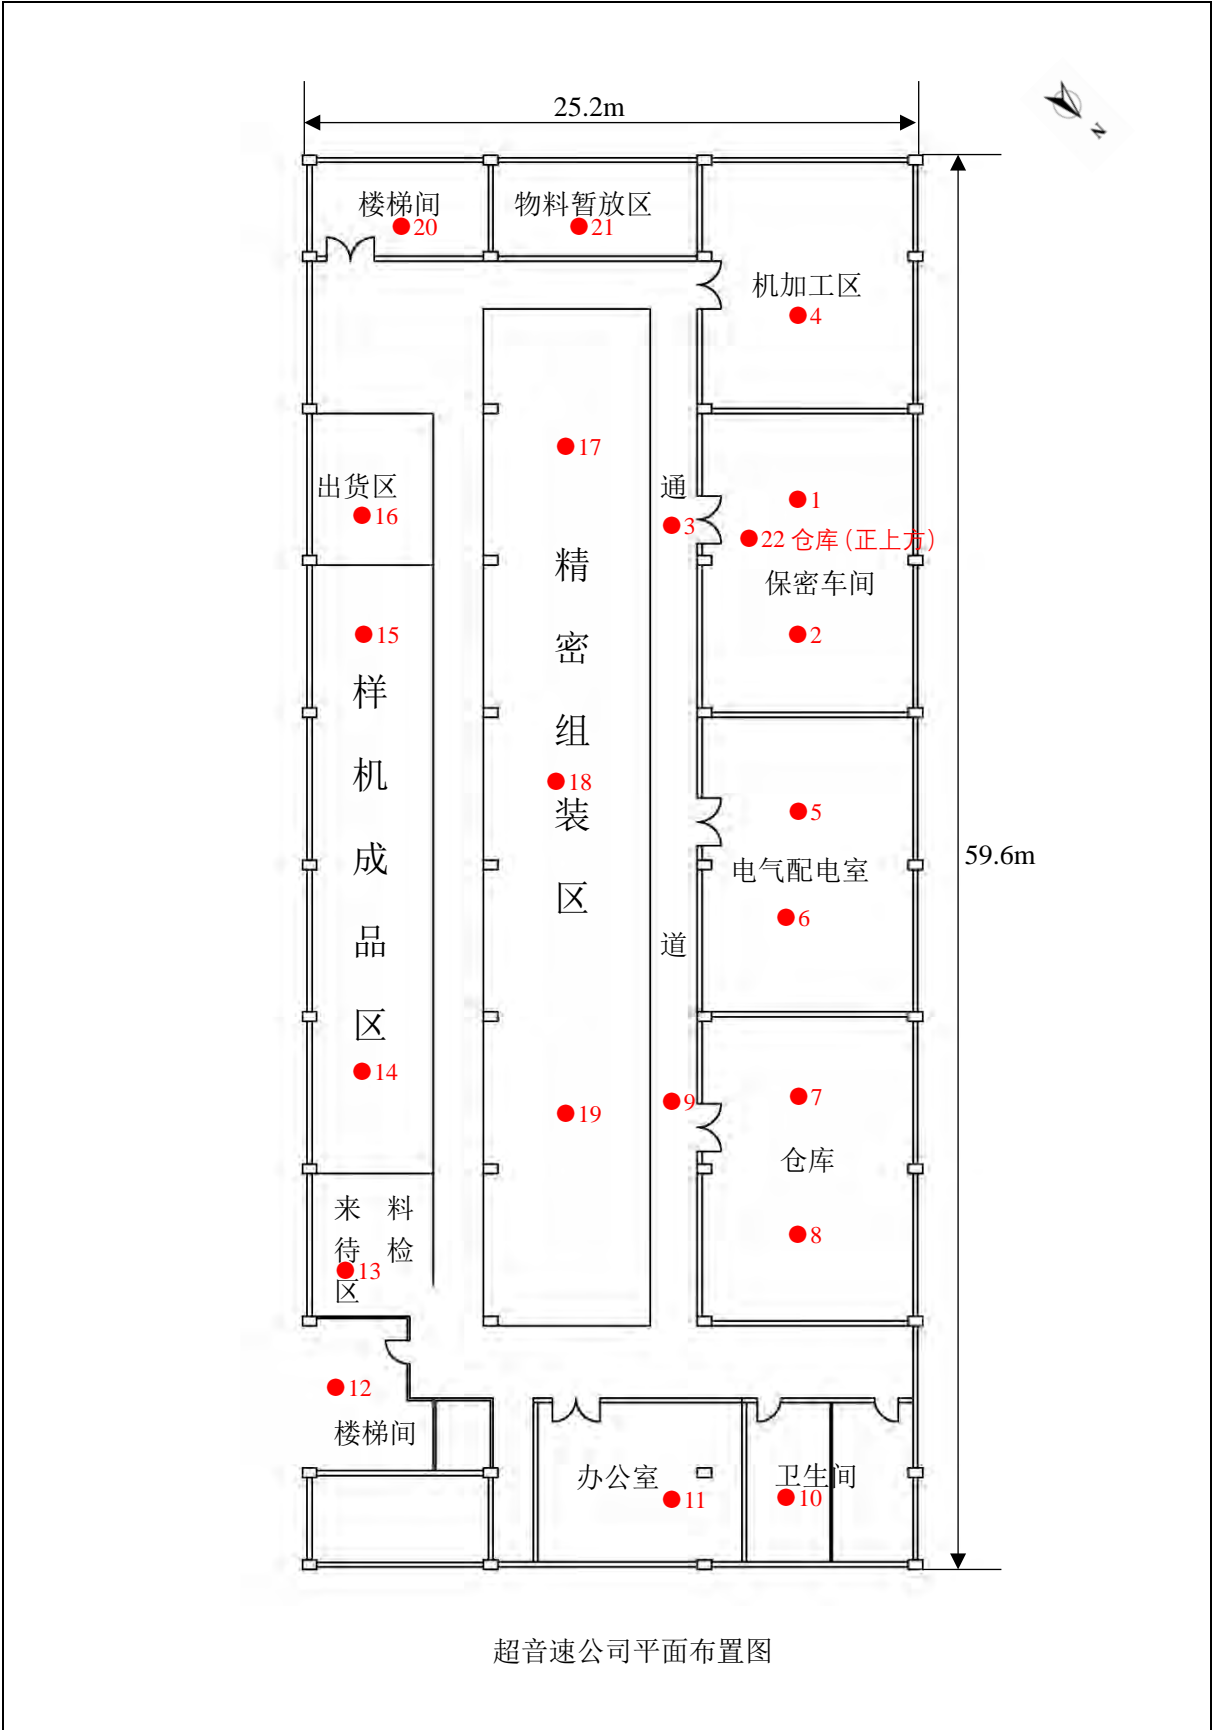 25.2m
N
楼梯间
20
物料暂放区
21
机加工区
4
17
出货区
16
通
3
1
22 仓库(正上方)
保密车间
2
精密组装区
18
15
样机成品区
14
5
电气配电室
6
59.6m
道
19
9
7
仓库
8
来 料
待 检
13
区
12
楼梯间
办公室
11
卫生间
10
超音速公司平面布置图